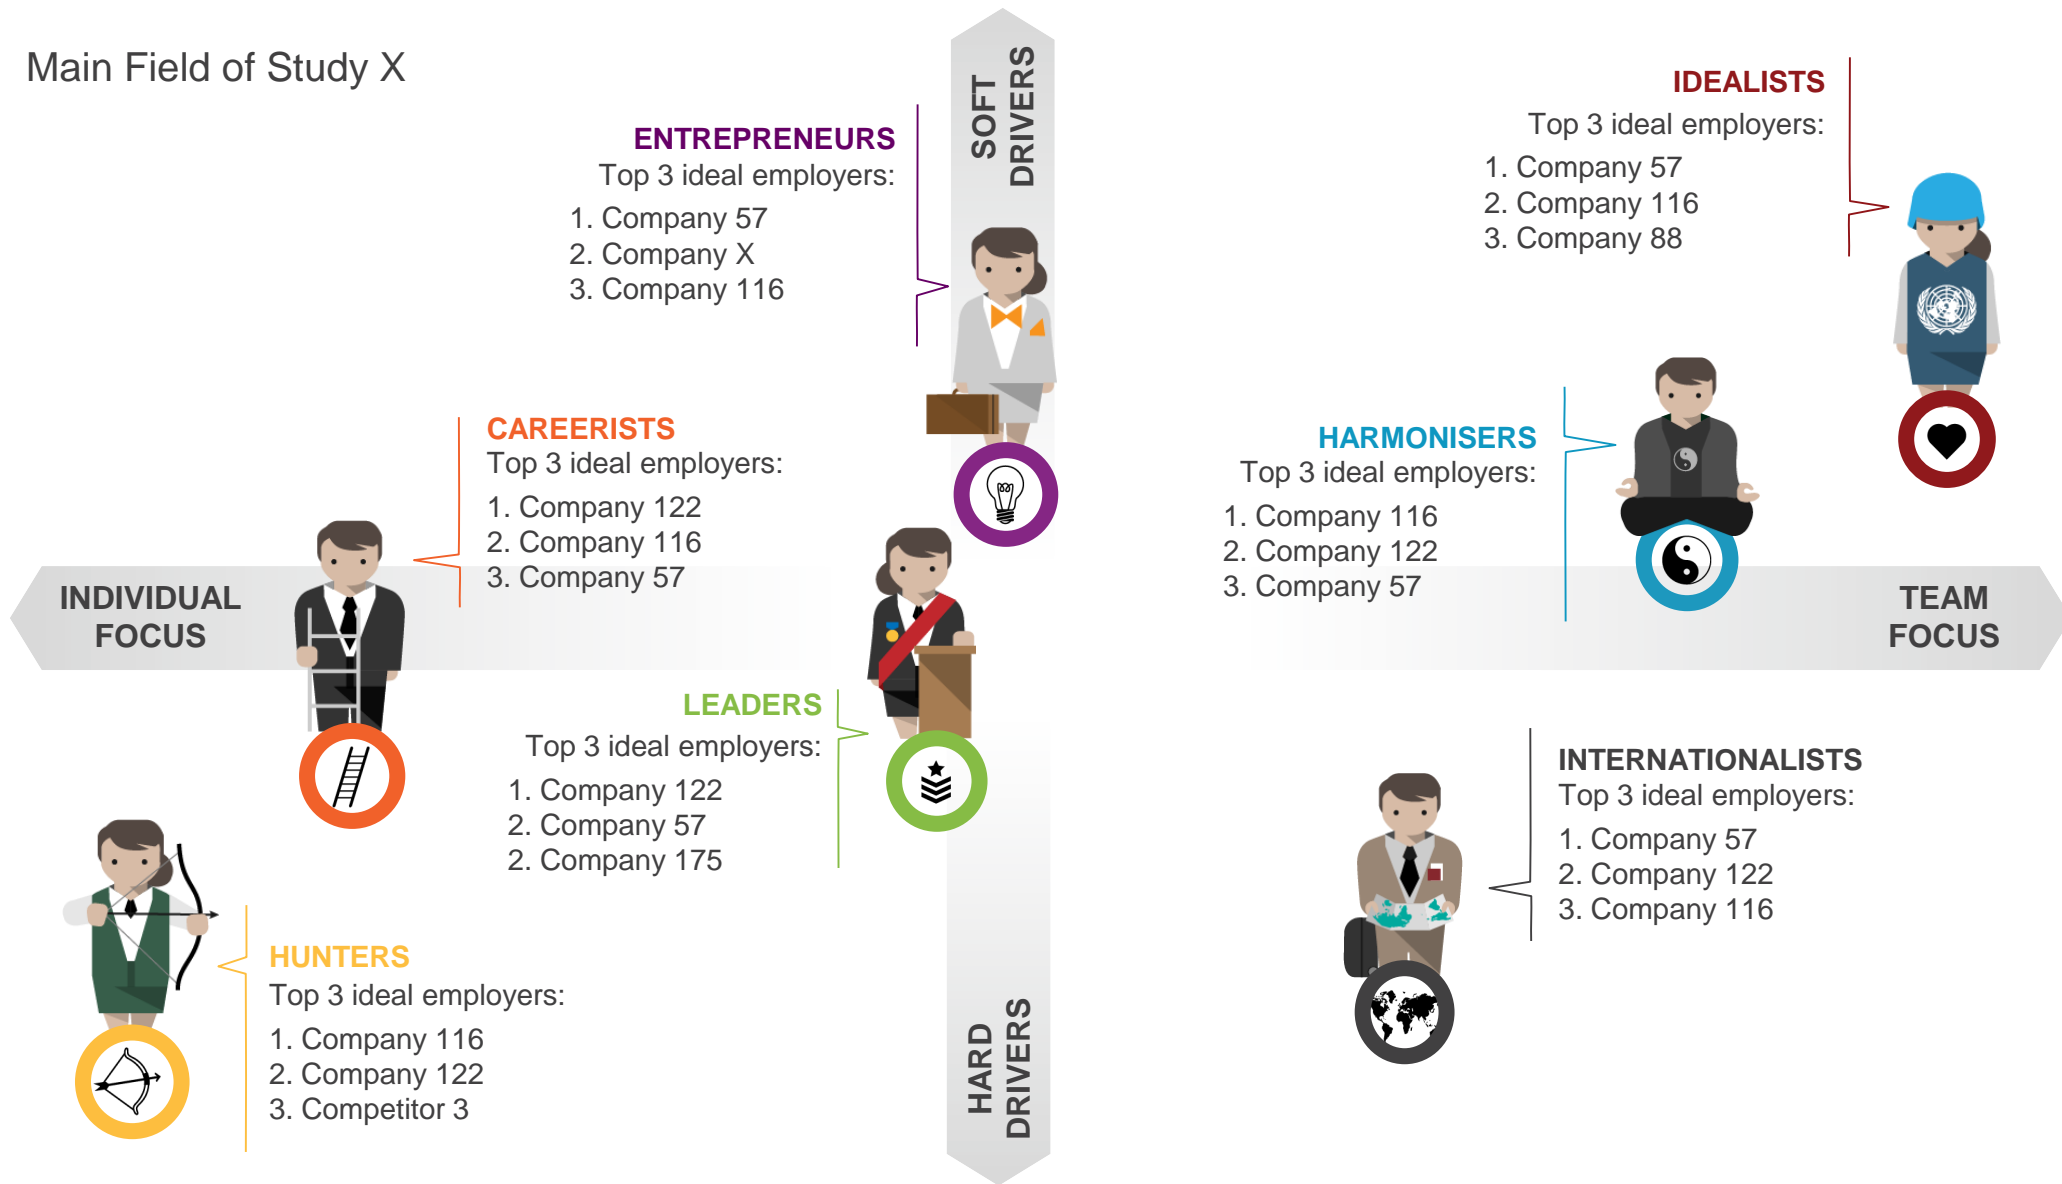 Main Field of Study X
SOFT
DRIVERS
ENTREPRENEURS
Top 3 ideal employers:
1. Company 57
2. Company X
3. Company 116
IDEALISTS
Top 3 ideal employers:
1. Company 57
2. Company 116
3. Company 88
CAREERISTS
Top 3 ideal employers:
1. Company 122
2. Company 116
3. Company 57
HARMONISERS
Top 3 ideal employers:
1. Company 116
2. Company 122
3. Company 57
INDIVIDUAL
FOCUS
TEAM
FOCUS
LEADERS
Top 3 ideal employers:
1. Company 122
2. Company 57
2. Company 175
INTERNATIONALISTS
Top 3 ideal employers:
1. Company 57
2. Company 122
3. Company 116
HUNTERS
Top 3 ideal employers:
1. Company 116
2. Company 122
3. Competitor 3
HARD
DRIVERS